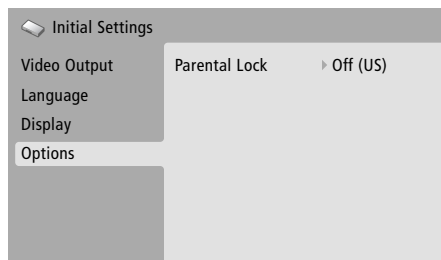 Initial Settings
Video Output
Language
Display
Options
Parental Lock
Off (US)